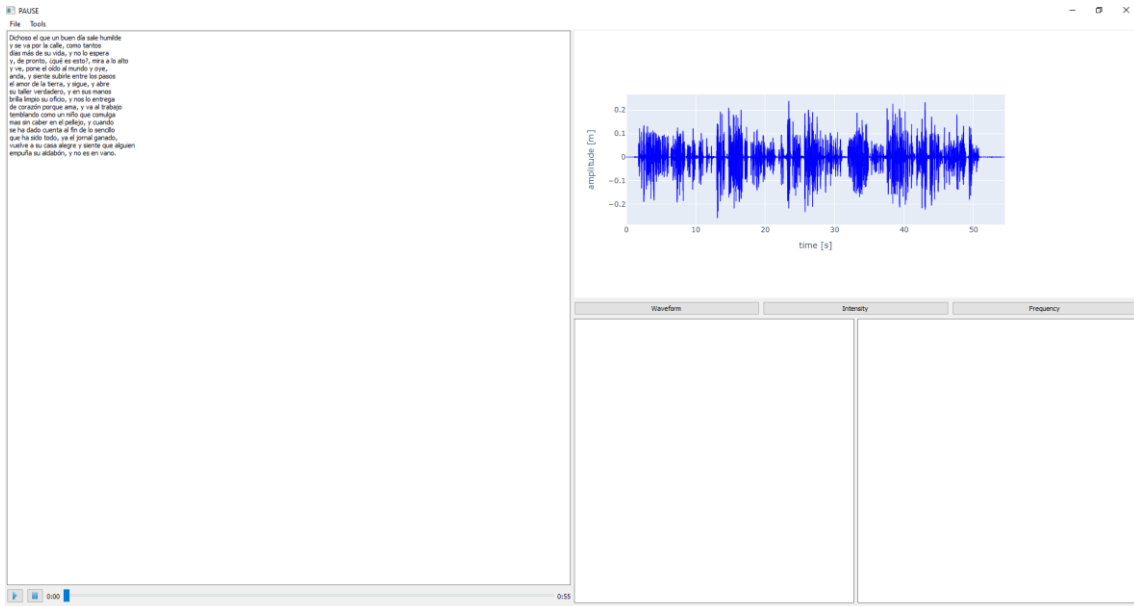 PAUSE
File Tools
Dichoso el que un buen día sale humilde
y se va por la calle, como tantos
días más de su vida, y no lo espera
y, de pronto, ¿qué es esto?, mira a lo alto
y ve, pone el oído al mundo y oye,
anda, y siente subirle entre los pasos
el amor de la tierra, y sigue, y abre
su taller verdadero, y en sus manos
brilla limpio su oficio, y nos lo entrega
de corazón porque ama, y va al trabajo
temblando como un niño que comulga
mas sin caber en el pellejo, y cuando
se ha dado cuenta al fin de lo sencillo
que ha sido todo, ya el jornal ganado,
vuelve a su casa alegre y siente que alguien
empuña su aldabón, y no es en vano.
0:00 0:55
amplitude [m]
0.2
0.1
0
−0.1
−0.2
0 10 20 30 40 50
time [s]
Waveform Intensity Frequency